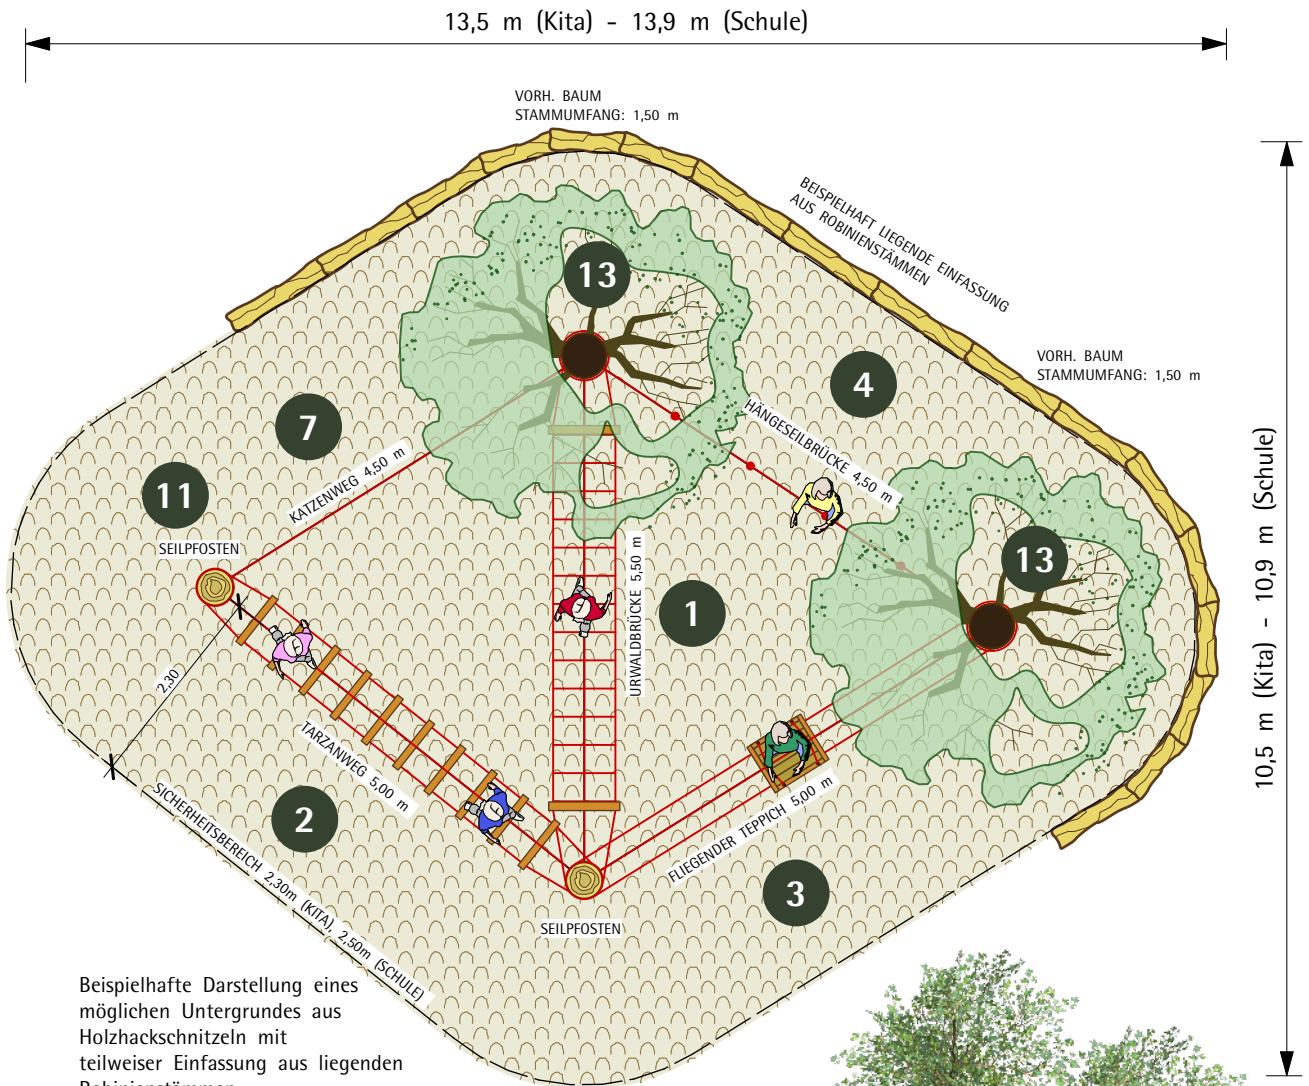 13,5 m (Kita) - 13,9 m (Schule)
VORH. BAUM
STAMMUMFANG: 1,50 m
BEISPIELHAFT LIEGENDE EINFASSUNG
AUS ROBINIENSTÄMMEN
13
VORH. BAUM
STAMMUMFANG: 1,50 m
4
7
HÄNGESEILBRÜCKE 4,50 m
KATZENWEG 4,50 m
11
SEILPFOSTEN
13
URWALDBRÜCKE 5,50 m
1
10,5 m (Kita) - 10,9 m (Schule)
2,30
TARZANWEG 5,00 m
2
FLIEGENDER TEPPICH 5,00 m
3
SICHERHEITSBEREICH 2,30m (KITA), 2,50m (SCHULE)
SEILPFOSTEN
Beispielhafte Darstellung eines
möglichen Untergrundes aus
Holzhackschnitzeln mit
teilweiser Einfassung aus liegenden
Robinienstämmen